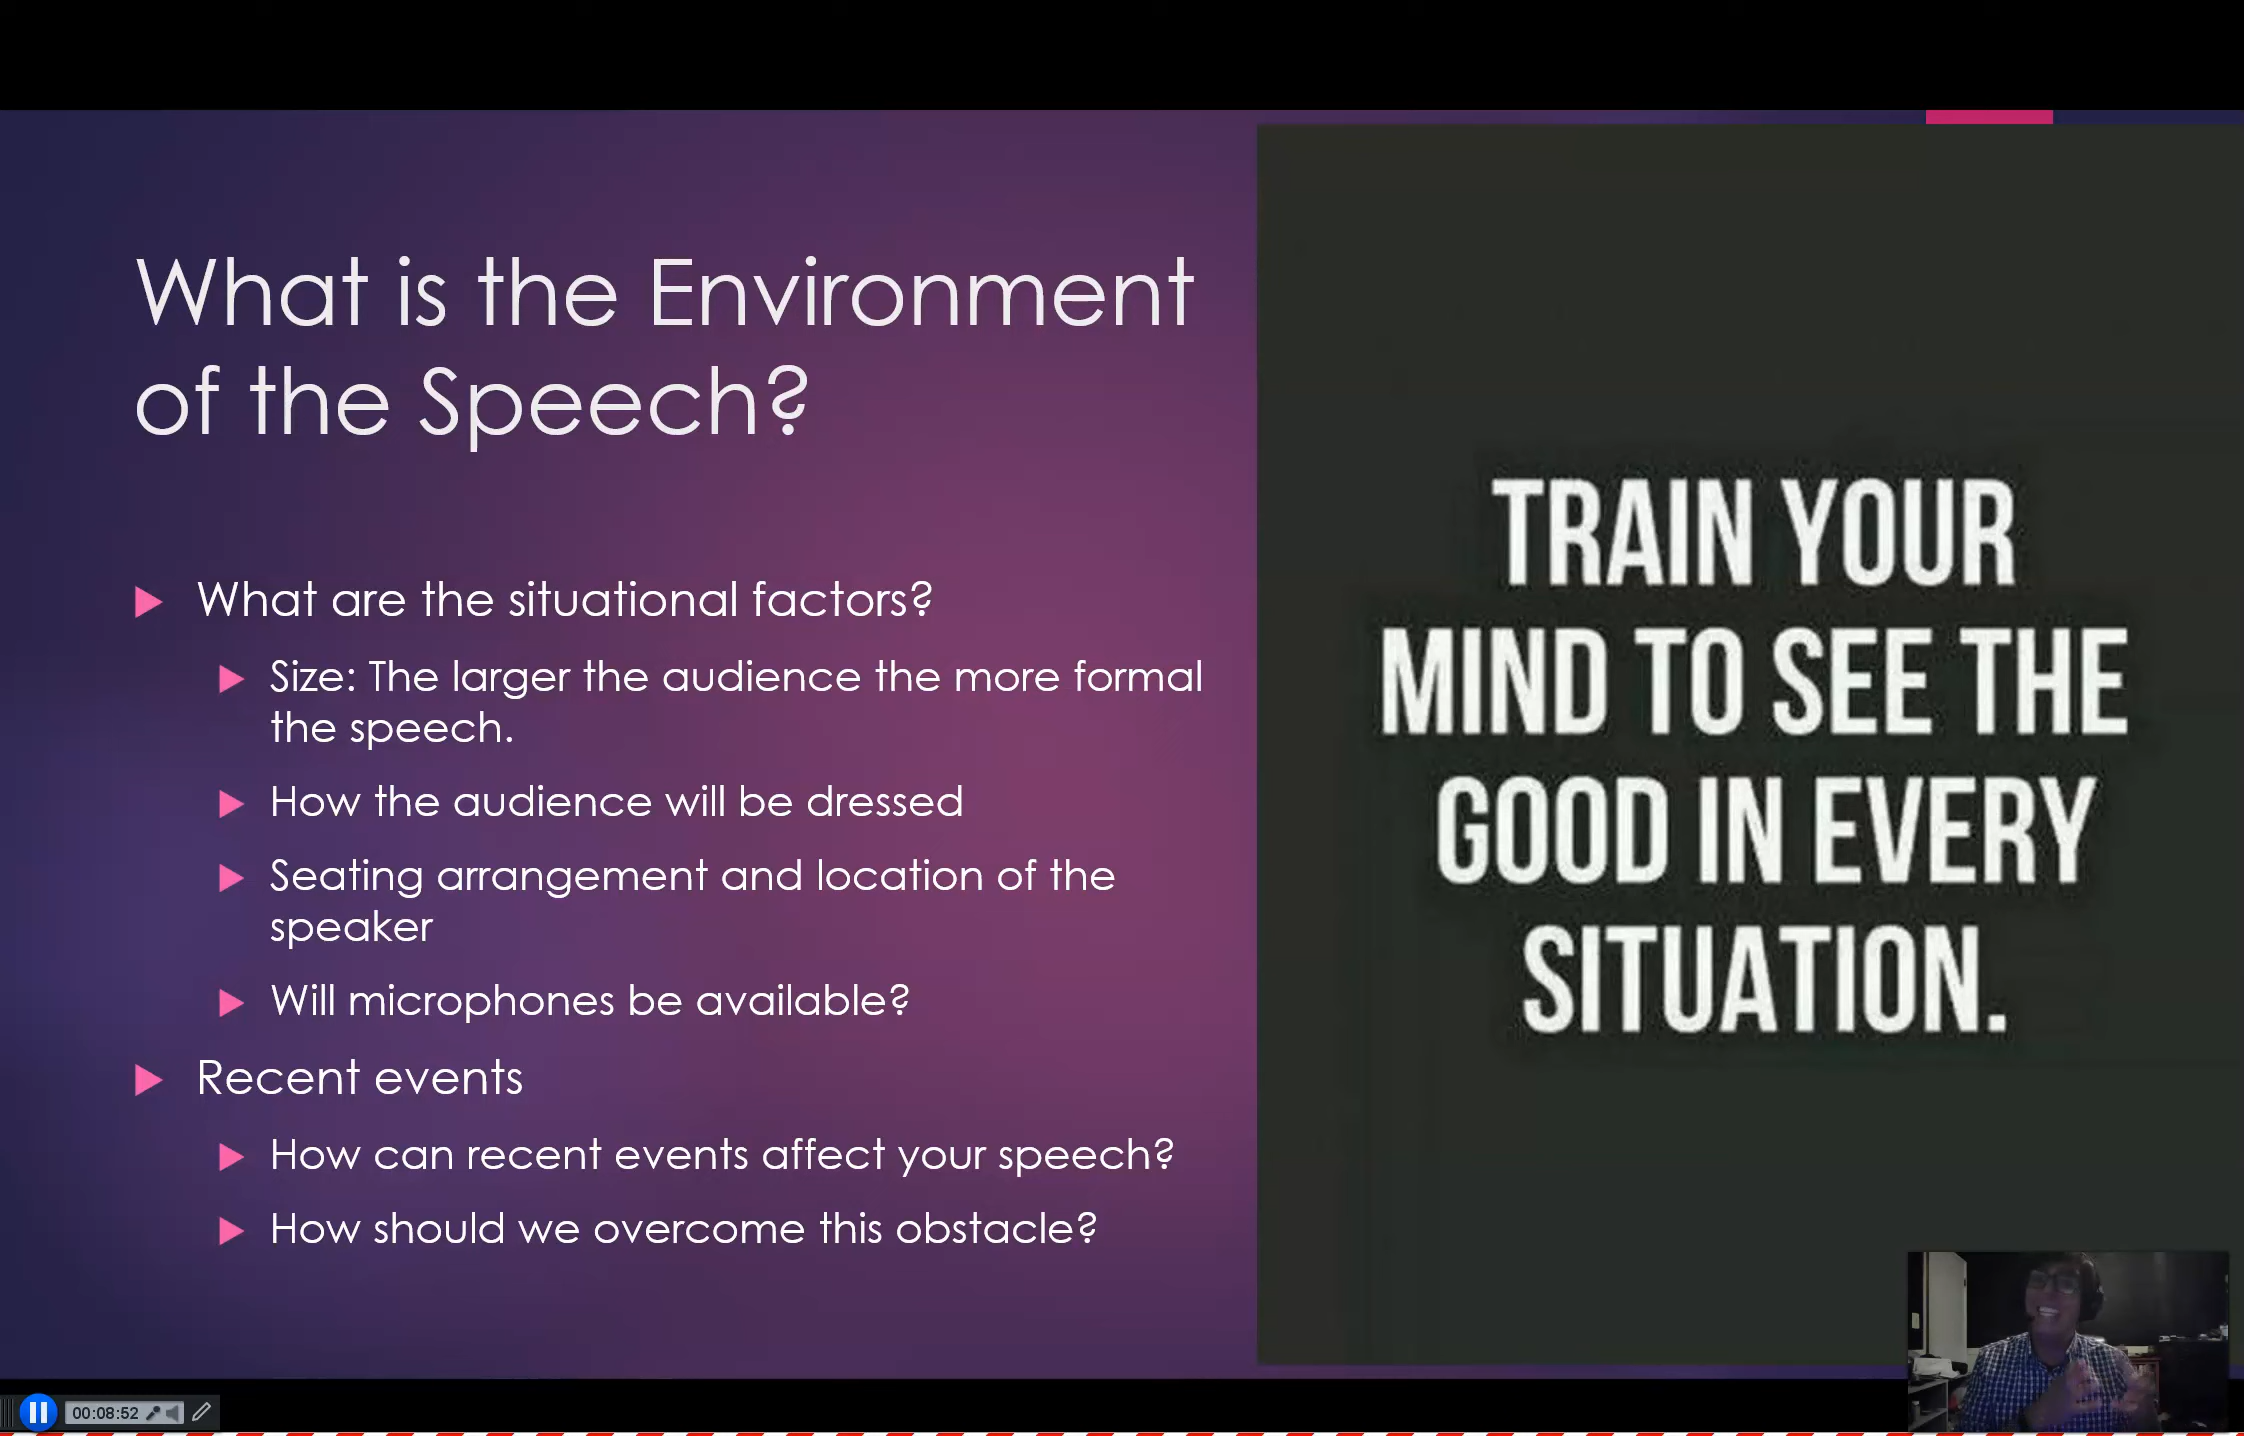 What is the Environment
of the Speech?
What are the situational factors?
Size: The larger the audience the more formal
the speech.
How the audience will be dressed
Seating arrangement and location of the
speaker
Will microphones be available?
Recent events
How can recent events affect your speech?
How should we overcome this obstacle?
TRAIN YOUR
MIND TO SEE THE
GOOD IN EVERY
SITUATION.
00:08:52